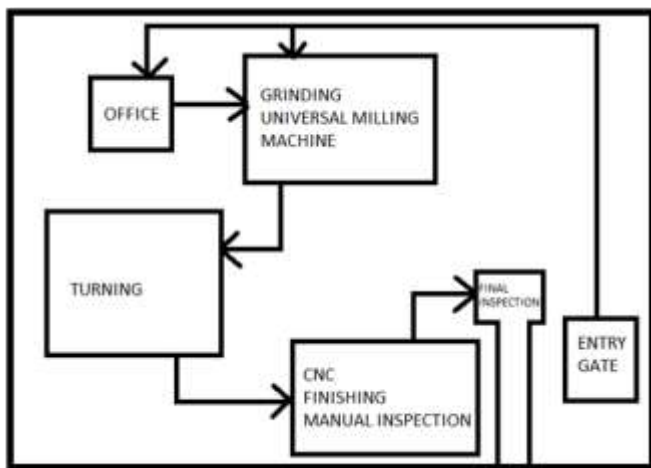 OFFICE
GRINDING
UNIVERSAL MILLING
MACHINE
TURNING
FINAL
INSPECTION
ENTRY
GATE
CNC
FINISHING
MANUAL INSPECTION